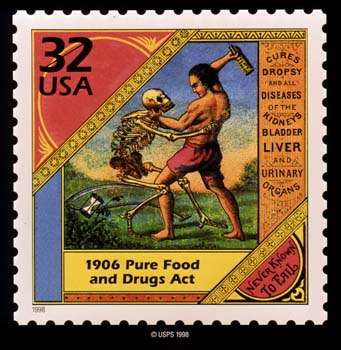 32
USA
CURES
DROPSY
AND ALL
DISEASES
OF THE
KIDNEYS
BLADDER
LIVER
AND
URINARY
ORGANS
1906 Pure Food
and Drugs Act
NEVER KNOWN
TO FAIL
1998
© USPS 1998